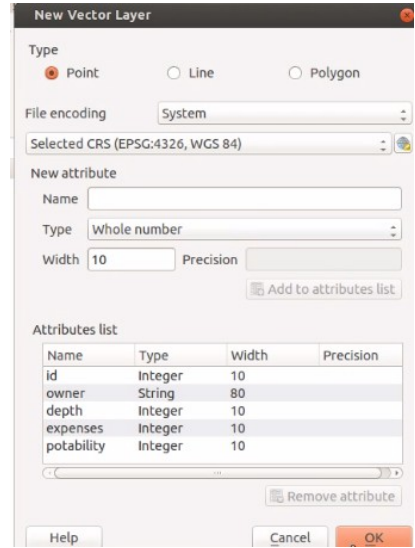 New Vector Layer
Type
Point Line Polygon
File encoding System
Selected CRS (EPSG:4326, WGS 84)
New attribute
Name
Type Whole number
Width 10 Precision
Add to attributes list
Attributes list
Name Type Width Precision
id Integer 10
owner String 80
depth Integer 10
expenses Integer 10
potability Integer 10
Remove attribute
Help Cancel OK